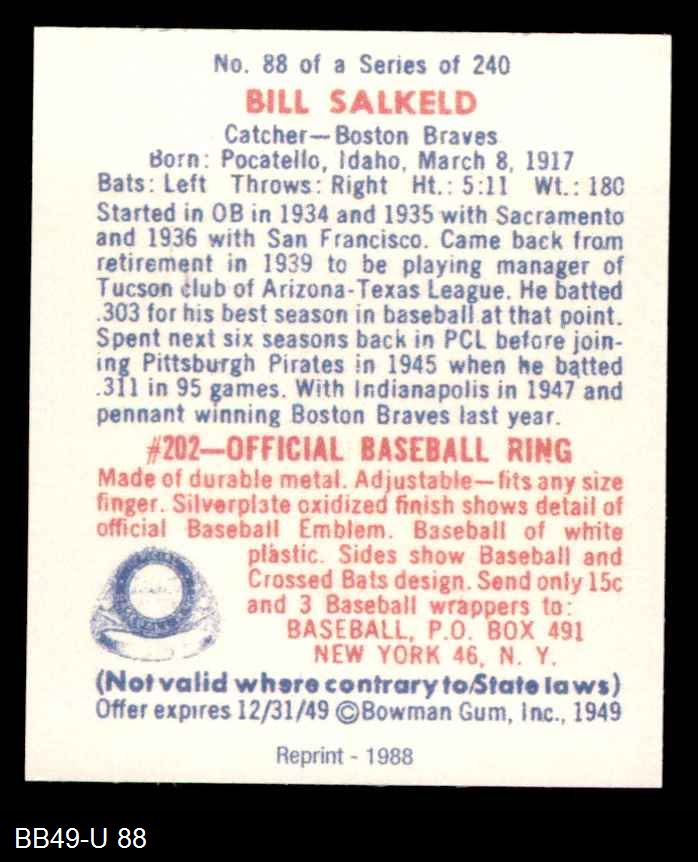 No. 88 of a Series of 240
BILL SALKELD
Catcher—Boston Braves
Born: Pocatello, Idaho, March 8, 1917
Bats: Left Throws: Right Ht.: 5:11 Wt.: 180
Started in OB in 1934 and 1935 with Sacramento
and 1936 with San Francisco. Came back from
retirement in 1939 to be playing manager of
Tucson club of Arizona-Texas League. He batted
.303 for his best season in baseball at that point.
Spent next six seasons back in PCL before join-
ing Pittsburgh Pirates in 1945 when he batted
.311 in 95 games. With Indianapolis in 1947 and
pennant winning Boston Braves last year.
#202—OFFICIAL BASEBALL RING
Made of durable metal. Adjustable—fits any size
finger. Silverplate oxidized finish shows detail of
official Baseball Emblem. Baseball of white
plastic. Sides show Baseball and
Crossed Bats design. Send only 15c
and 3 Baseball wrappers to:
BASEBALL, P.O. BOX 491
NEW YORK 46, N. Y.
(Not valid where contrary to State laws)
Offer expires 12/31/49 ©Bowman Gum, Inc., 1949
Reprint - 1988
BB49-U 88